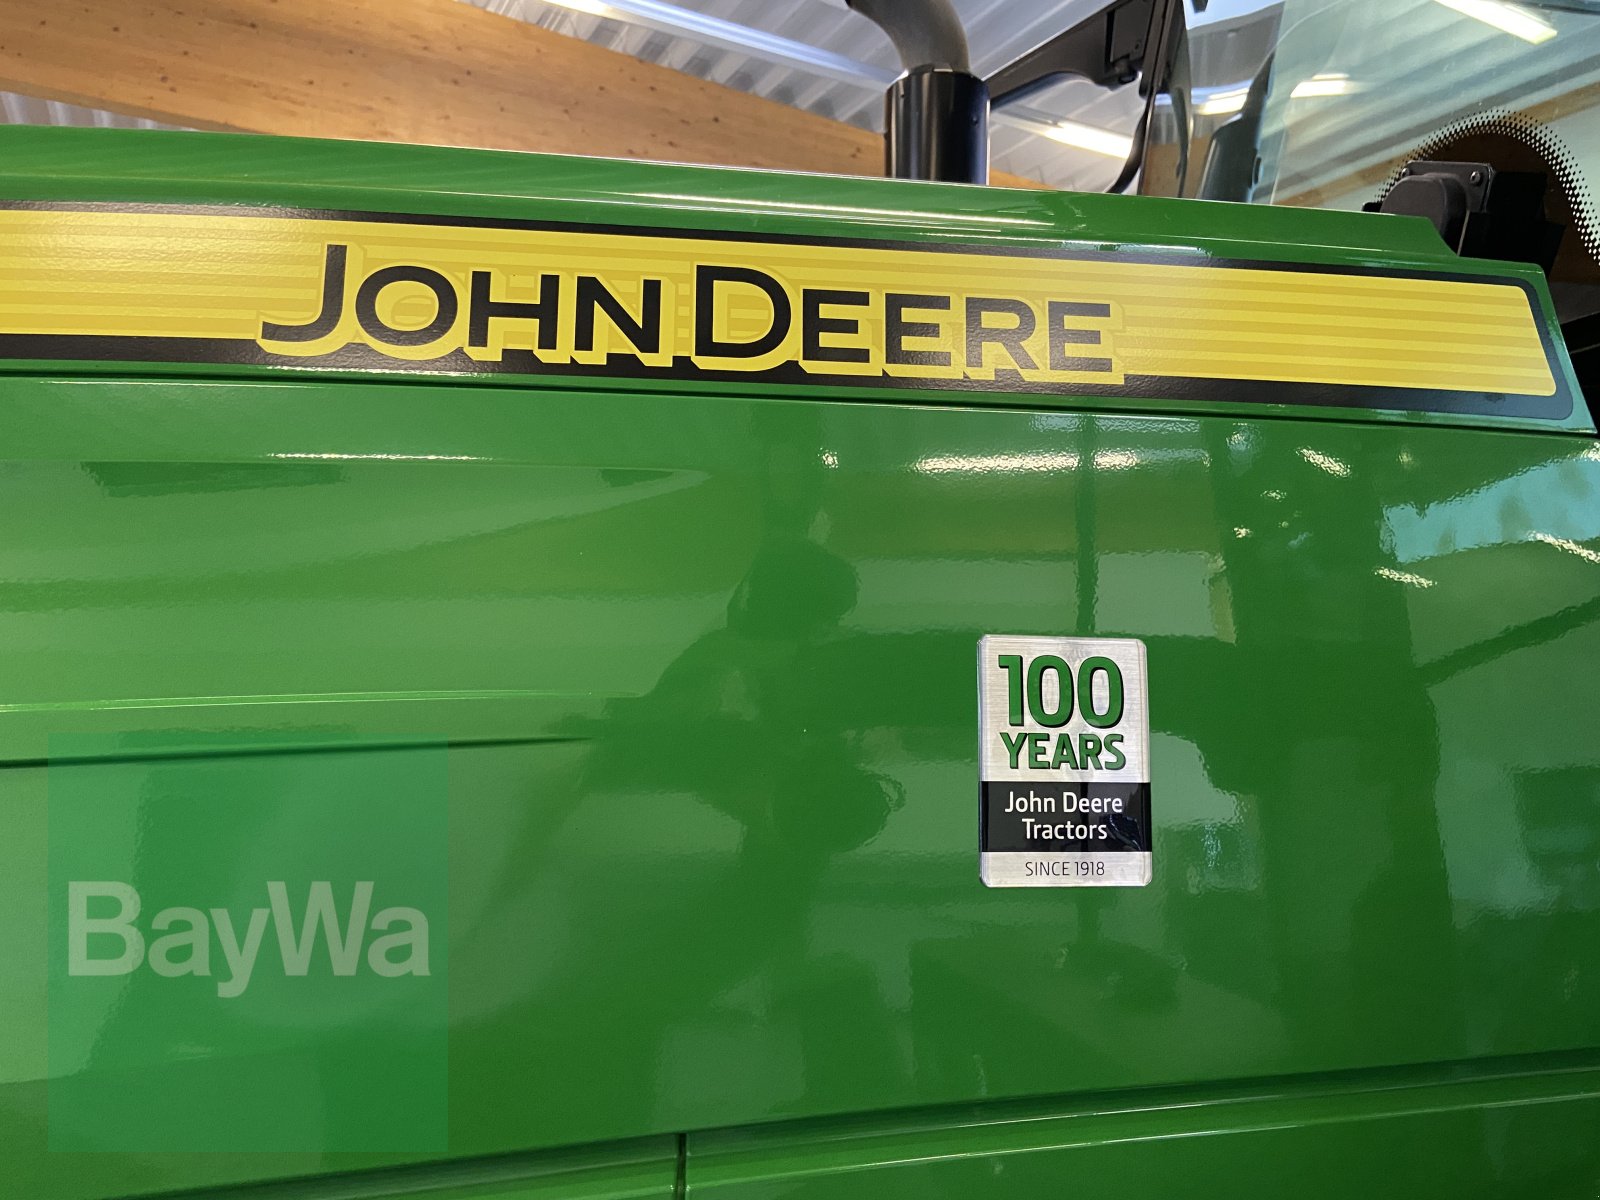 JOHN DEERE
100
YEARS
John Deere
Tractors
SINCE 1918
BayWa